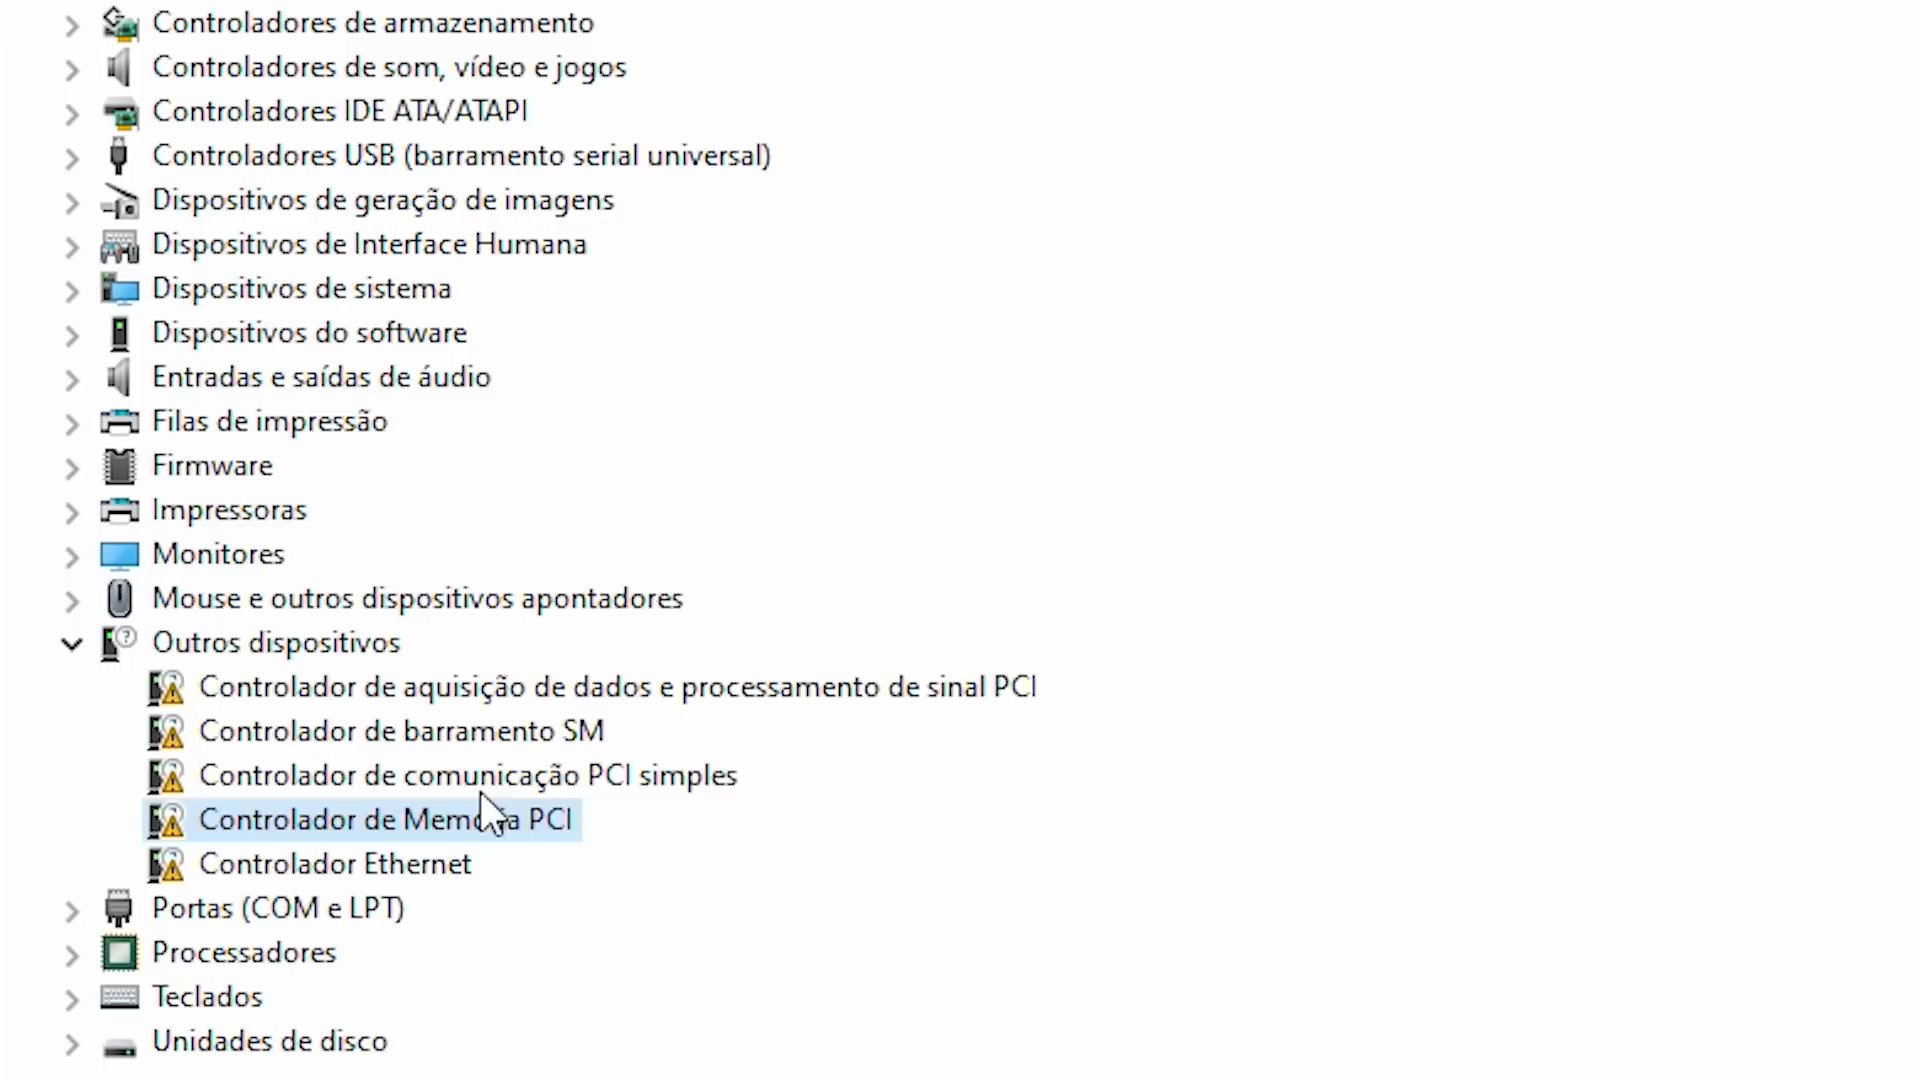 Controladores de armazenamento
Controladores de som, vídeo e jogos
Controladores IDE ATA/ATAPI
Controladores USB (barramento serial universal)
Dispositivos de geração de imagens
Dispositivos de Interface Humana
Dispositivos de sistema
Dispositivos do software
Entradas e saídas de áudio
Filas de impressão
Firmware
Impressoras
Monitores
Mouse e outros dispositivos apontadores
Outros dispositivos
Controlador de aquisição de dados e processamento de sinal PCI
Controlador de barramento SM
Controlador de comunicação PCI simples
Controlador de Memória PCI
Controlador Ethernet
Portas (COM e LPT)
Processadores
Teclados
Unidades de disco